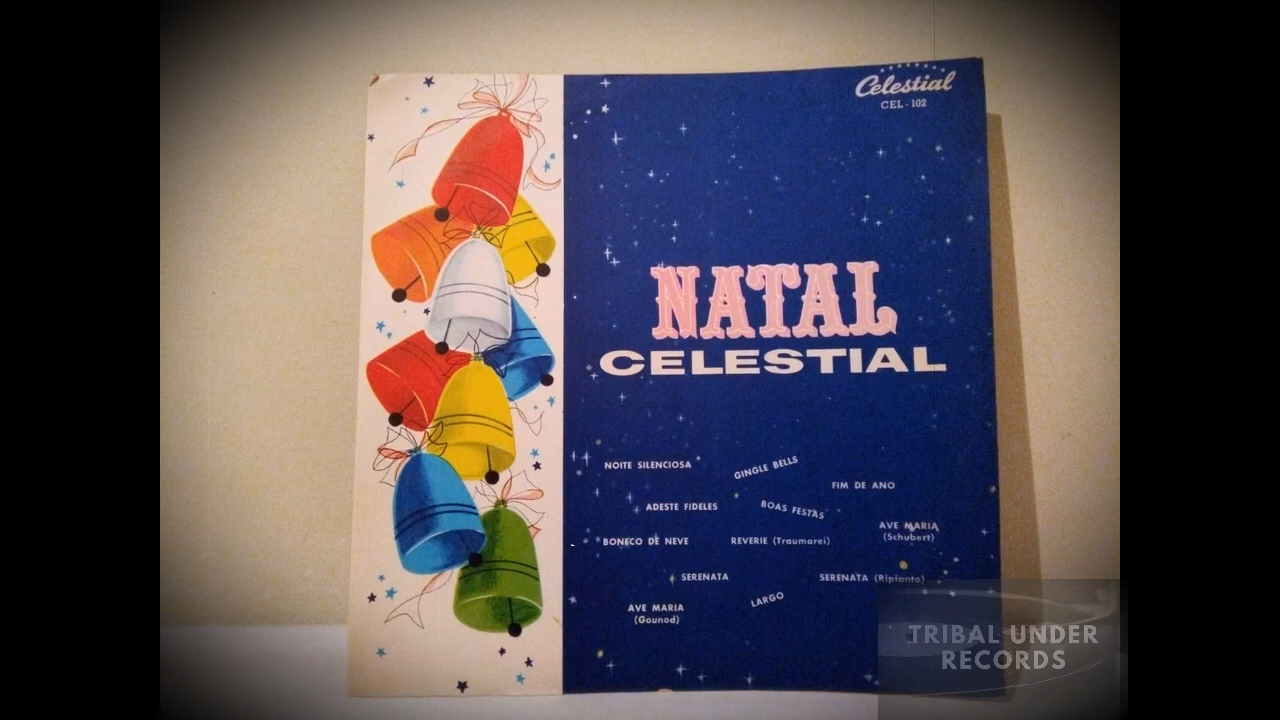 Celestial
CEL - 102
NATAL
CELESTIAL
NOITE SILENCIOSA
GINGLE BELLS
FIM DE ANO
ADESTE FIDELES
BOAS FESTAS
AVE MARIA
(Schubert)
BONECO DE NEVE
REVERIE (Traumarei)
SERENATA
SERENATA (Ripianto)
AVE MARIA
(Gounod)
LARGO
TRIBAL UNDER
RECORDS